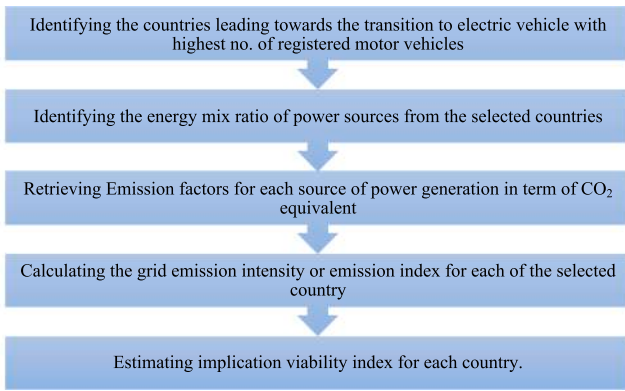 Identifying the countries leading towards the transition to electric vehicle with
highest no. of registered motor vehicles
Identifying the energy mix ratio of power sources from the selected countries
Retrieving Emission factors for each source of power generation in term of CO₂
equivalent
Calculating the grid emission intensity or emission index for each of the selected
country
Estimating implication viability index for each country.